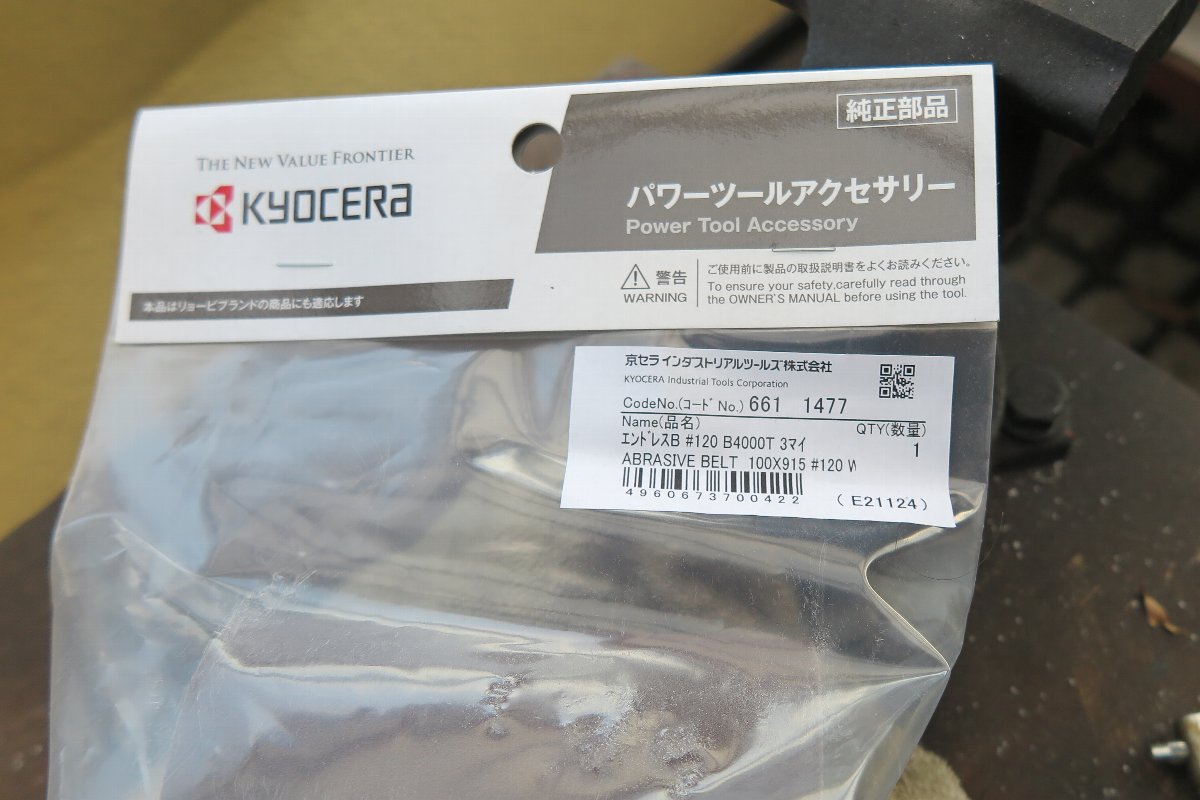 純正部品
THE NEW VALUE FRONTIER
KYOCERA
パワーツールアクセサリー
Power Tool Accessory
警告
WARNING
ご使用前に製品の取扱説明書をよくお読みください。
To ensure your safety,carefully read through
the OWNER'S MANUAL before using the tool.
本品はリョービブランドの商品にも適応します
京セラ インダストリアルツールズ株式会社
KYOCERA Industrial Tools Corporation
CodeNo.(コードNo.) 661 1477
Name(品名) QTY(数量)
エンドレスB #120 B4000T 3マイ 1
ABRASIVE BELT 100X915 #120 W
4960673700422 (E21124)